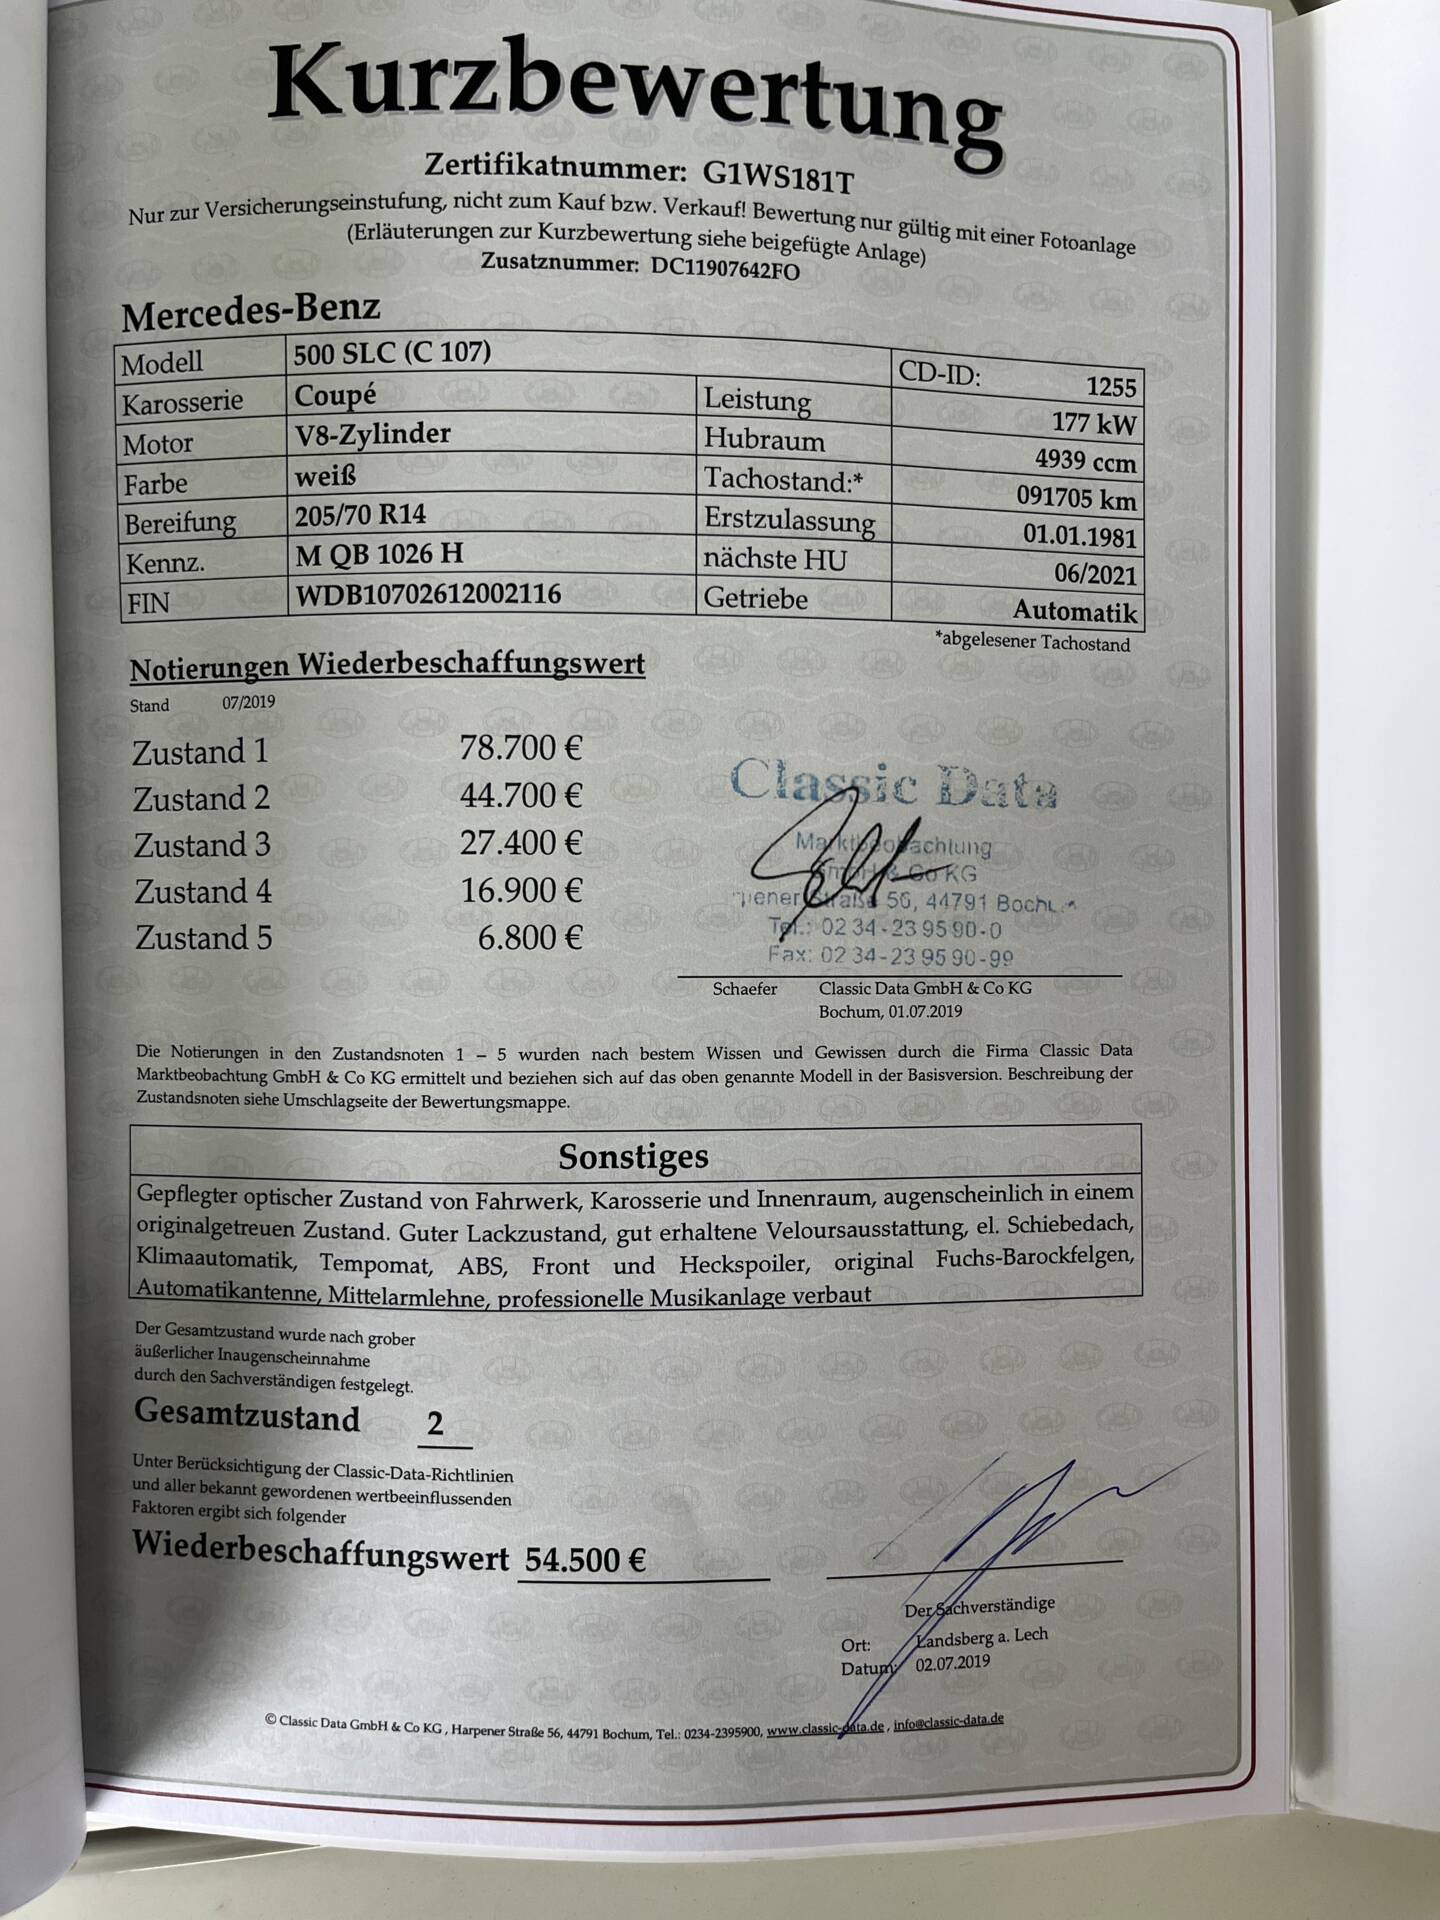 Kurzbewertung
Zertifikatnummer: G1WS181T
Nur zur Versicherungseinstufung, nicht zum Kauf bzw. Verkauf! Bewertung nur gültig mit einer Fotoanlage
(Erläuterungen zur Kurzbewertung siehe beigefügte Anlage)
Zusatznummer: DC11907642FO
Mercedes-Benz
Modell 500 SLC (C 107) CD-ID: 1255
Karosserie Coupé Leistung 177 kW
Motor V8-Zylinder Hubraum 4939 ccm
Farbe weiß Tachostand:* 091705 km
Bereifung 205/70 R14 Erstzulassung 01.01.1981
Kennz. M QB 1026 H nächste HU 06/2021
FIN WDB10702612002116 Getriebe Automatik
*abgelesener Tachostand
Notierungen Wiederbeschaffungswert
Stand 07/2019
Zustand 1 78.700 €
Zustand 2 44.700 €
Zustand 3 27.400 €
Zustand 4 16.900 €
Zustand 5 6.800 €
Classic Data
Marktbeobachtung
GmbH & Co KG
Straße 56, 44791 Bochum
Tel.: 02 34 - 23 95 90-0
Fax: 02 34 - 23 95 90-99
Schaefer Classic Data GmbH & Co KG
Bochum, 01.07.2019
Die Notierungen in den Zustandsnoten 1 – 5 wurden nach bestem Wissen und Gewissen durch die Firma Classic Data
Marktbeobachtung GmbH & Co KG ermittelt und beziehen sich auf das oben genannte Modell in der Basisversion. Beschreibung der
Zustandsnoten siehe Umschlagseite der Bewertungsmappe.
Sonstiges
Gepflegter optischer Zustand von Fahrwerk, Karosserie und Innenraum, augenscheinlich in einem
originalgetreuen Zustand. Guter Lackzustand, gut erhaltene Veloursausstattung, el. Schiebedach,
Klimaautomatik, Tempomat, ABS, Front und Heckspoiler, original Fuchs-Barockfelgen,
Automatikantenne, Mittelarmlehne, professionelle Musikanlage verbaut
Der Gesamtzustand wurde nach grober
äußerlicher Inaugenscheinnahme
durch den Sachverständigen festgelegt.
Gesamtzustand 2
Unter Berücksichtigung der Classic-Data-Richtlinien
und aller bekannt gewordenen wertbeeinflussenden
Faktoren ergibt sich folgender
Wiederbeschaffungswert 54.500 €
Der Sachverständige
Ort: Landsberg a. Lech
Datum: 02.07.2019
© Classic Data GmbH & Co KG , Harpener Straße 56, 44791 Bochum, Tel.: 0234-2395900, www.classic-data.de , info@classic-data.de